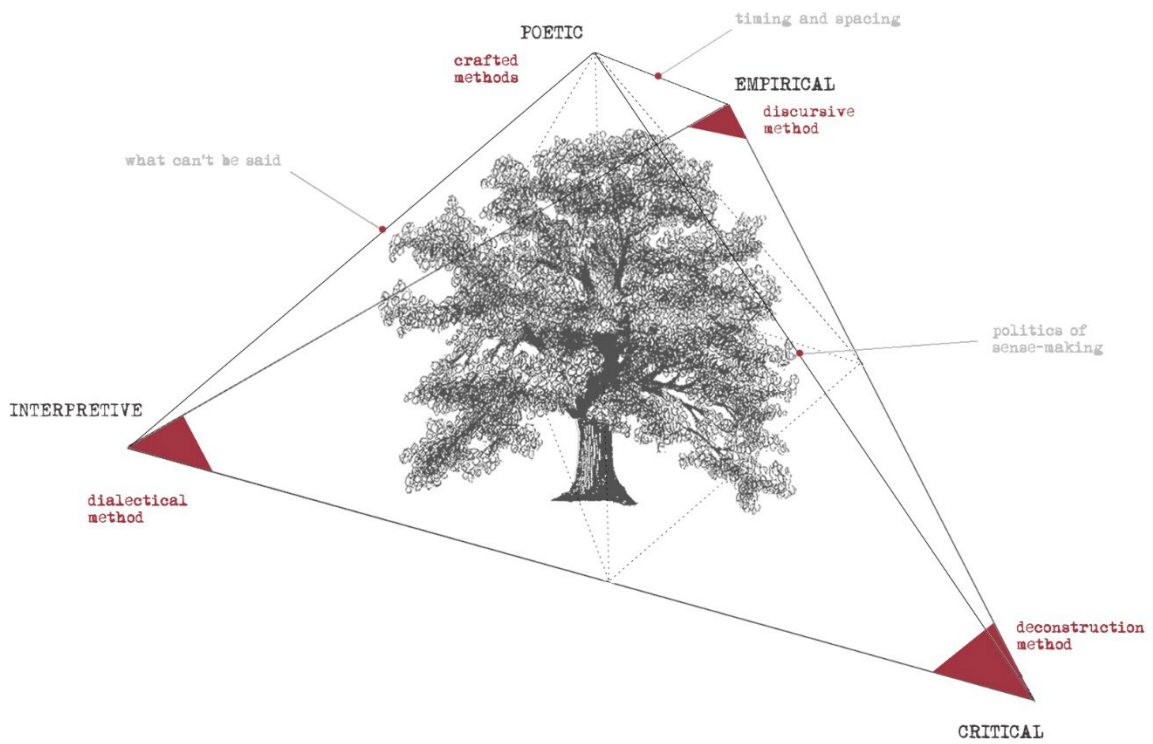 timing and spacing
POETIC
crafted
methods
EMPIRICAL
discursive
method
what can't be said
politics of
sense-making
INTERPRETIVE
dialectical
method
deconstruction
method
CRITICAL